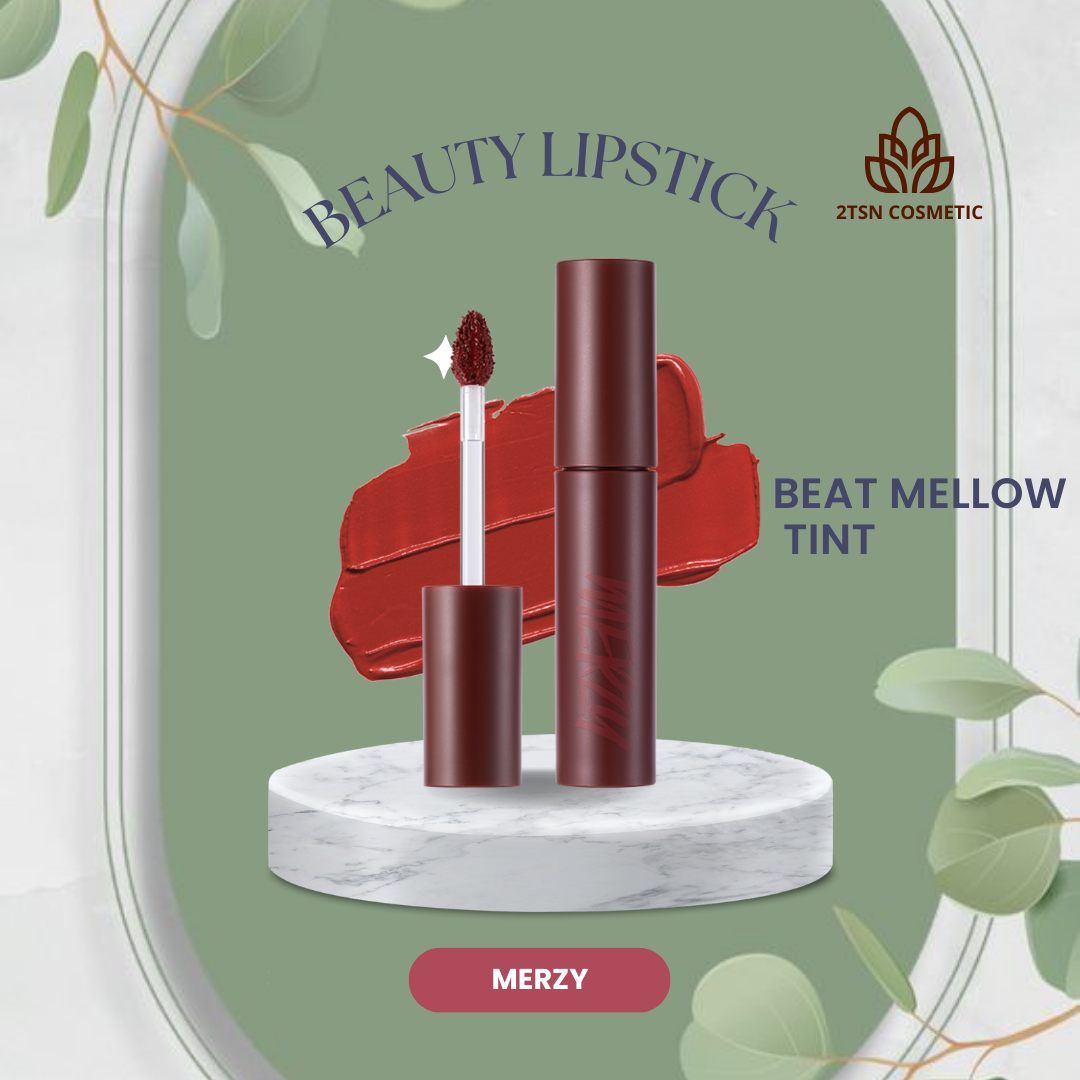 BEAUTY LIPSTICK
2TSN COSMETIC
BEAT MELLOW
TINT
MERZY
MERZY